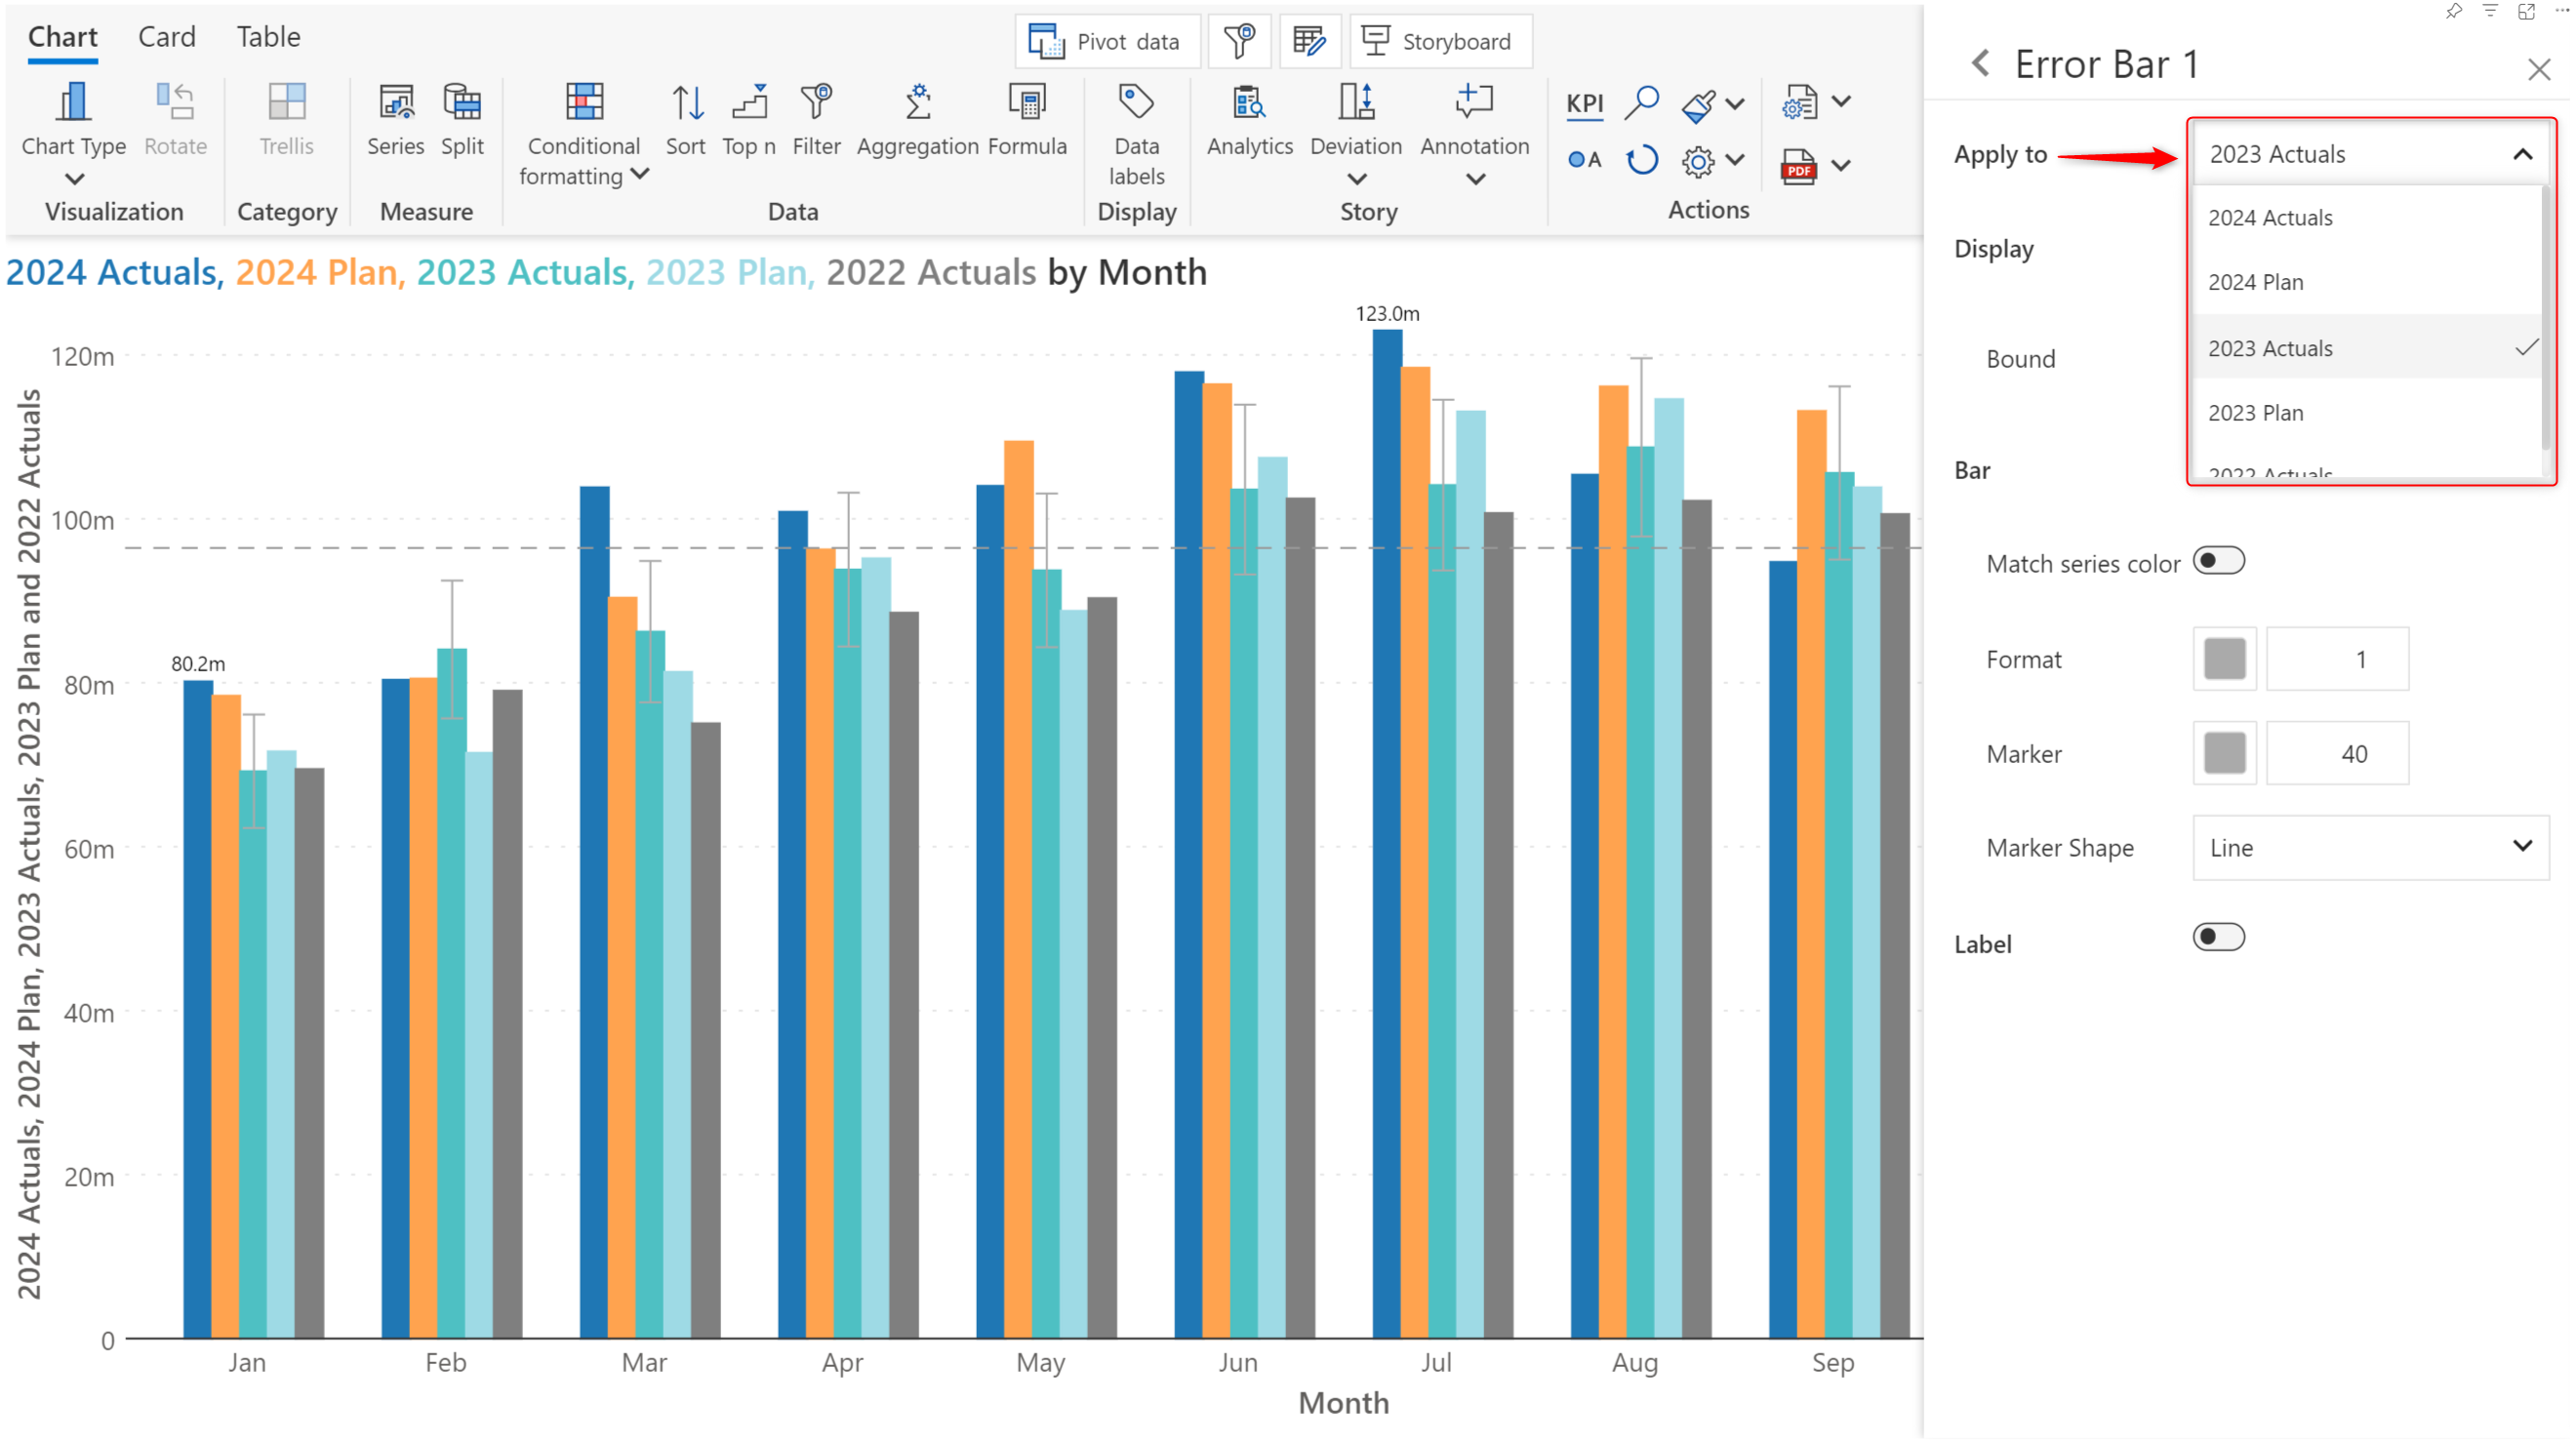 Chart Card Table
Pivot data Storyboard
Chart Type Rotate Trellis Series Split Conditional formatting Sort Top n Filter Aggregation Formula Data labels Analytics Deviation Annotation KPI A PDF
Visualization Category Measure Data Display Story Actions
2024 Actuals, 2024 Plan, 2023 Actuals, 2023 Plan, 2022 Actuals by Month
2024 Actuals, 2024 Plan, 2023 Actuals, 2023 Plan and 2022 Actuals
120m
100m
80m
60m
40m
20m
0
80.2m
123.0m
Jan Feb Mar Apr May Jun Jul Aug Sep
Month
Error Bar 1
Apply to 2023 Actuals
2024 Actuals
2024 Plan
2023 Actuals
2023 Plan
2022 Actuals
Display
Bound
Bar
Match series color
Format 1
Marker 40
Marker Shape Line
Label